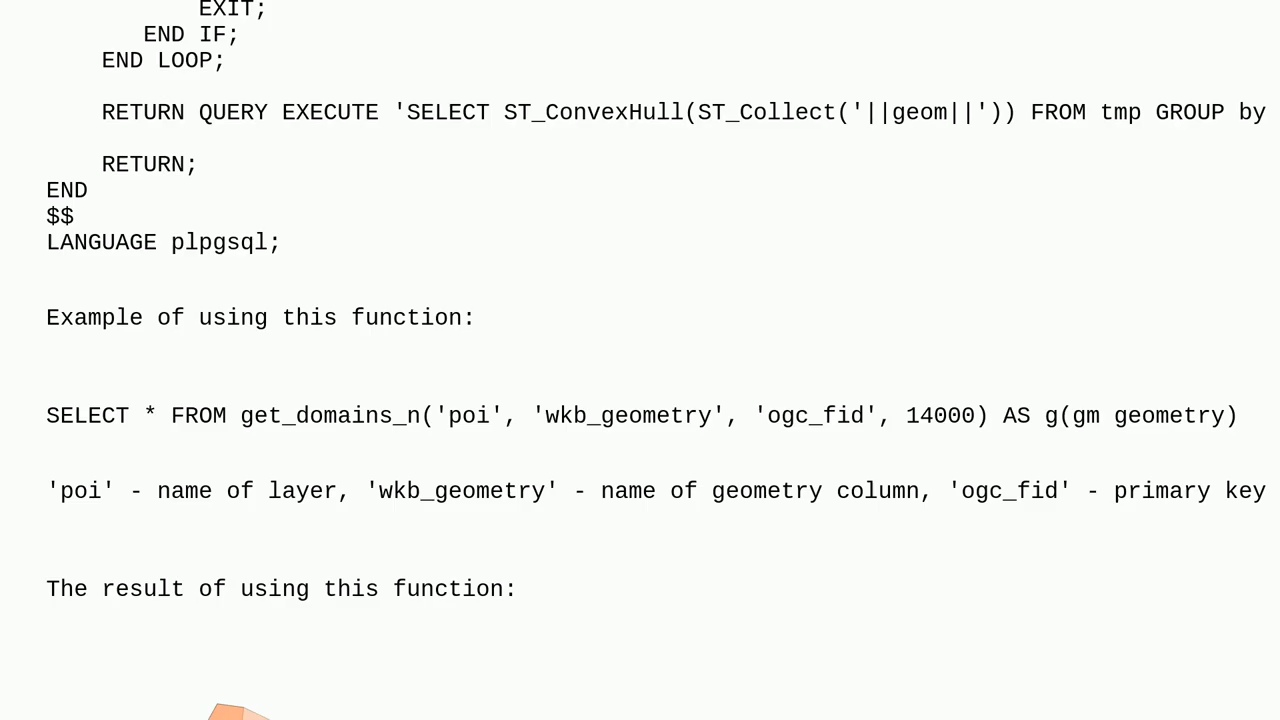 EXIT;
END IF;
END LOOP;
RETURN QUERY EXECUTE 'SELECT ST_ConvexHull(ST_Collect('||geom||')) FROM tmp GROUP by
RETURN;
END
$$
LANGUAGE plpgsql;
Example of using this function:
SELECT * FROM get_domains_n('poi', 'wkb_geometry', 'ogc_fid', 14000) AS g(gm geometry)
'poi' - name of layer, 'wkb_geometry' - name of geometry column, 'ogc_fid' - primary key
The result of using this function: